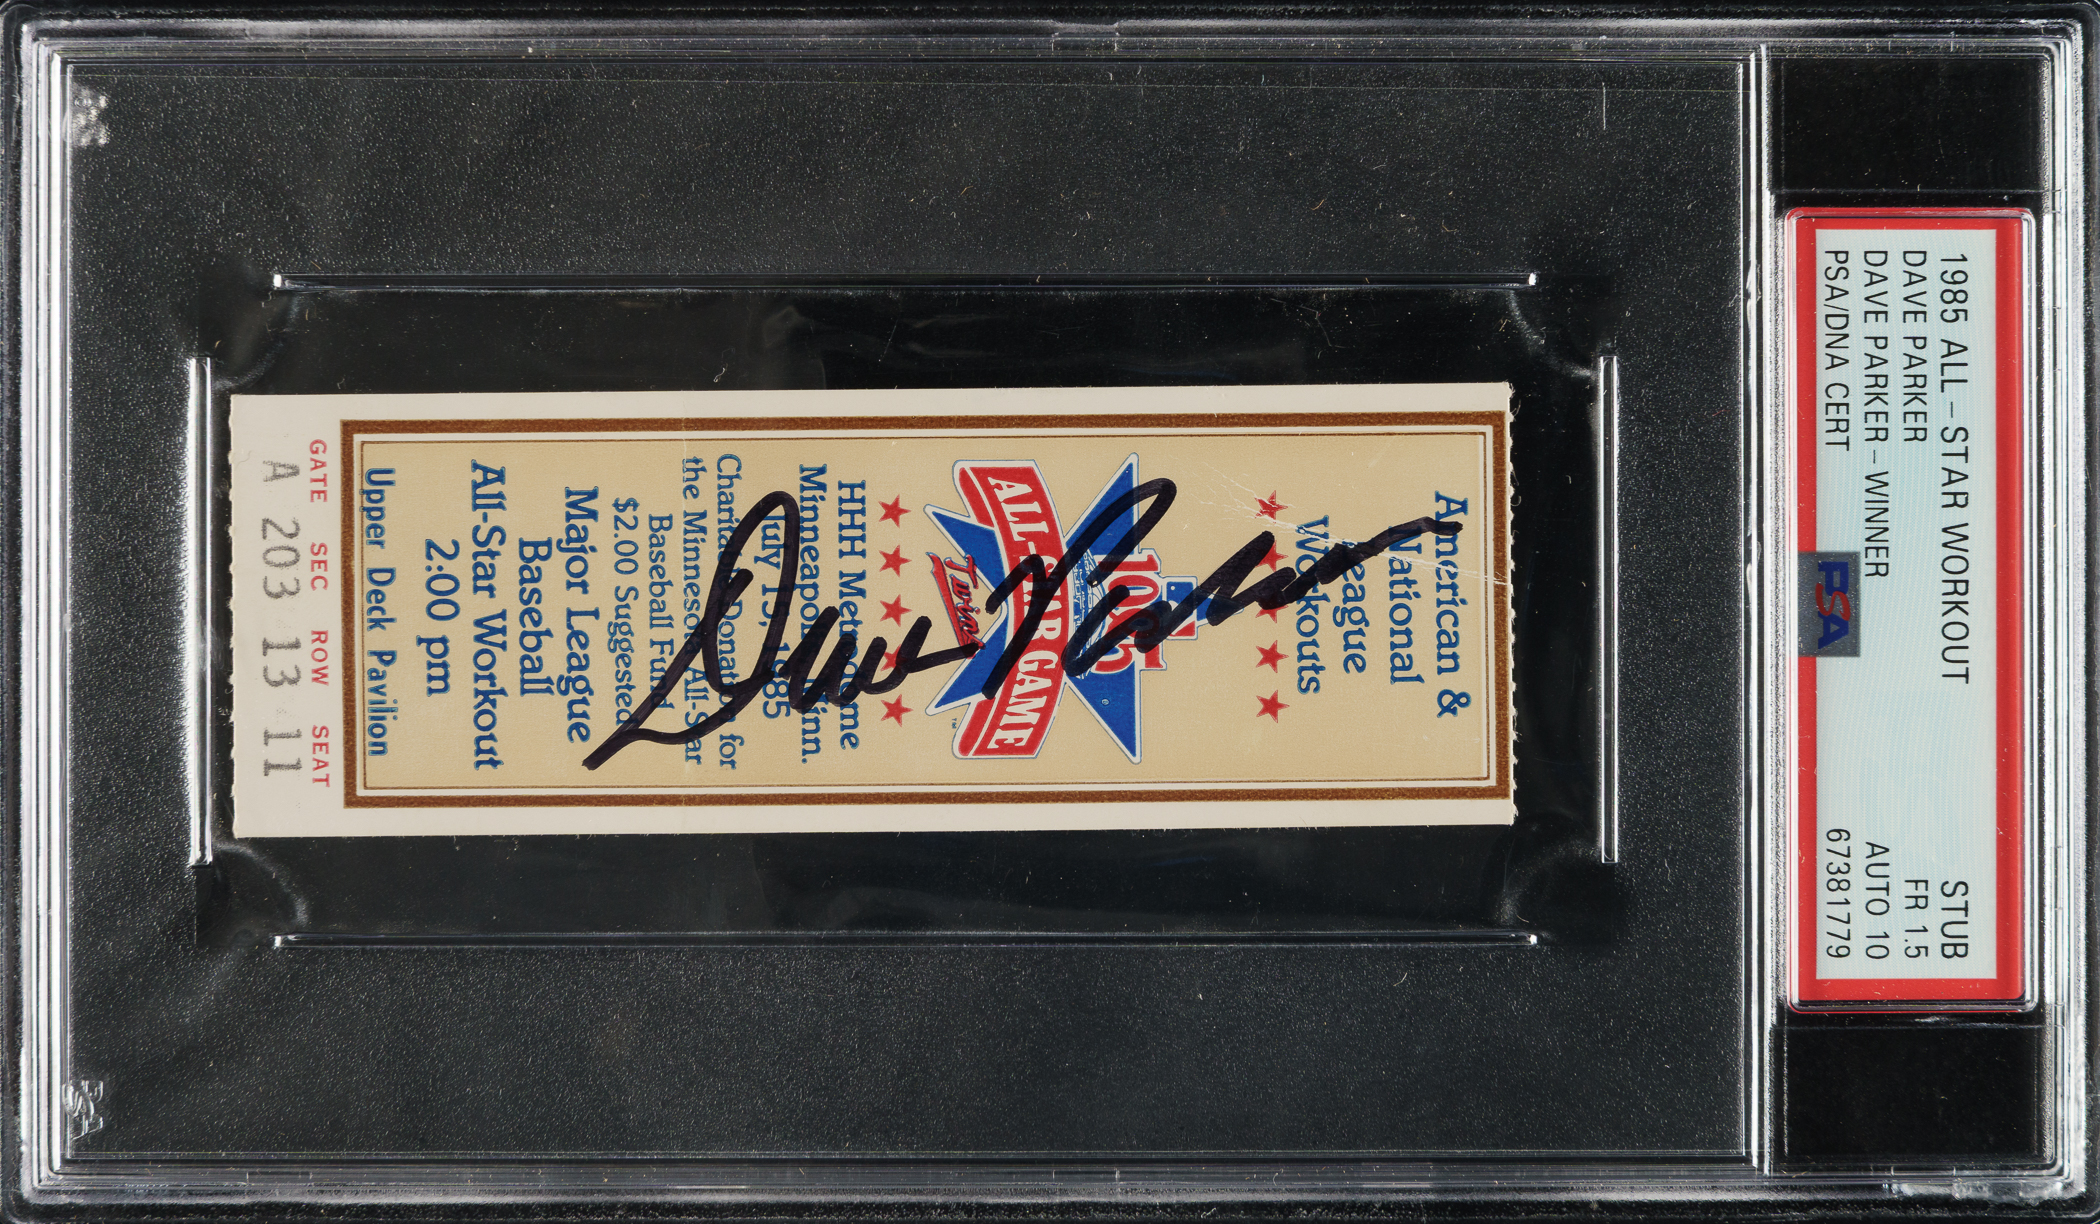 1985 ALL-STAR WORKOUT STUB
DAVE PARKER FR 1.5
DAVE PARKER-WINNER AUTO 10
PSA/DNA CERT 67381779
PSA
American &
National
League
Workouts
1985
ALL-STAR GAME
Twins
HHH Metrodome
Minneapolis, Minn.
July 15, 1985
Charitable Donation for
the Minnesota All-Star
Baseball Fund
$2.00 Suggested
Major League
Baseball
All-Star Workout
2:00 pm
Upper Deck Pavilion
GATE SEC ROW SEAT
A 203 13 11
Dave Parker